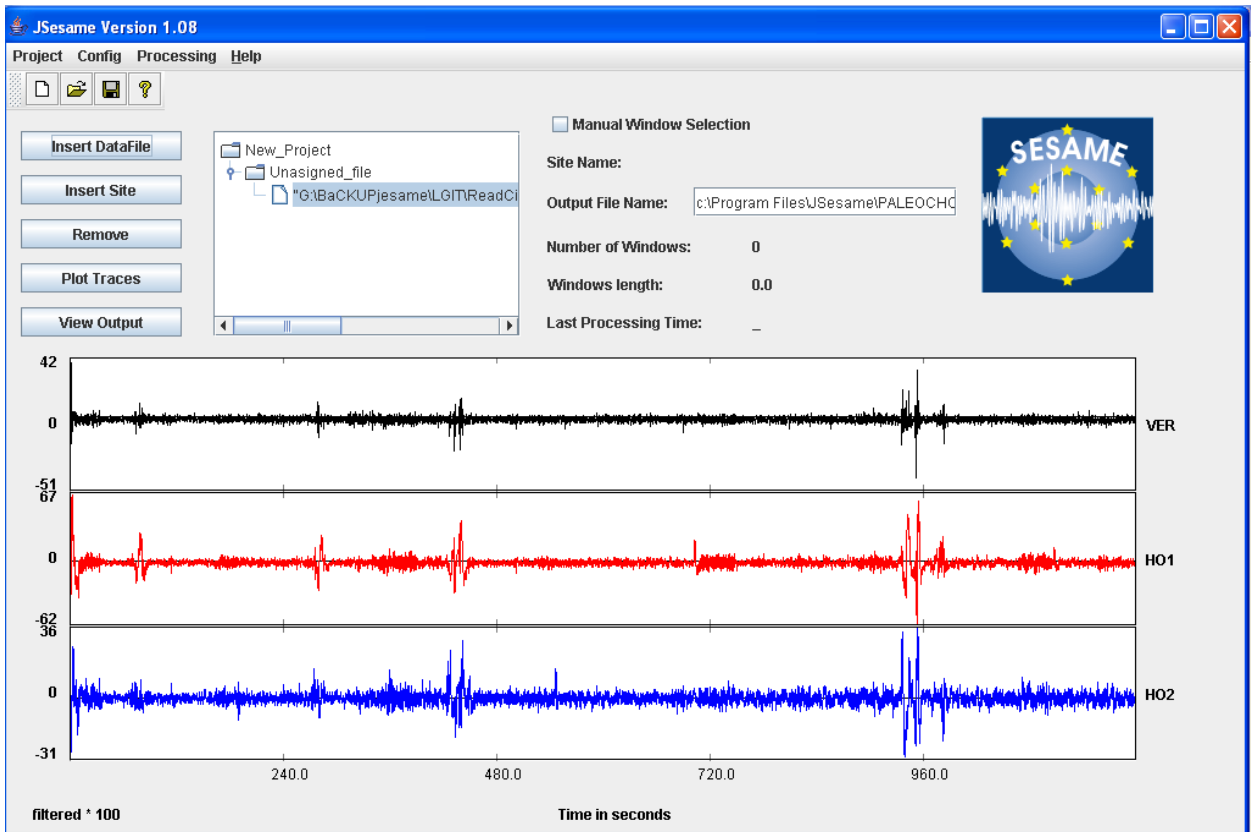 JSesame Version 1.08
Project Config Processing Help
Insert DataFile
Insert Site
Remove
Plot Traces
View Output
New_Project
Unasigned_file
"G:\BaCKUPjesame\LGIT\ReadCi
Manual Window Selection
Site Name:
Output File Name: c:\Program Files\JSesame\PALEOCHO
Number of Windows: 0
Windows length: 0.0
Last Processing Time: _
SESAME
42
0
-51
VER
67
0
-62
HO1
36
0
-31
HO2
240.0 480.0 720.0 960.0
filtered * 100 Time in seconds